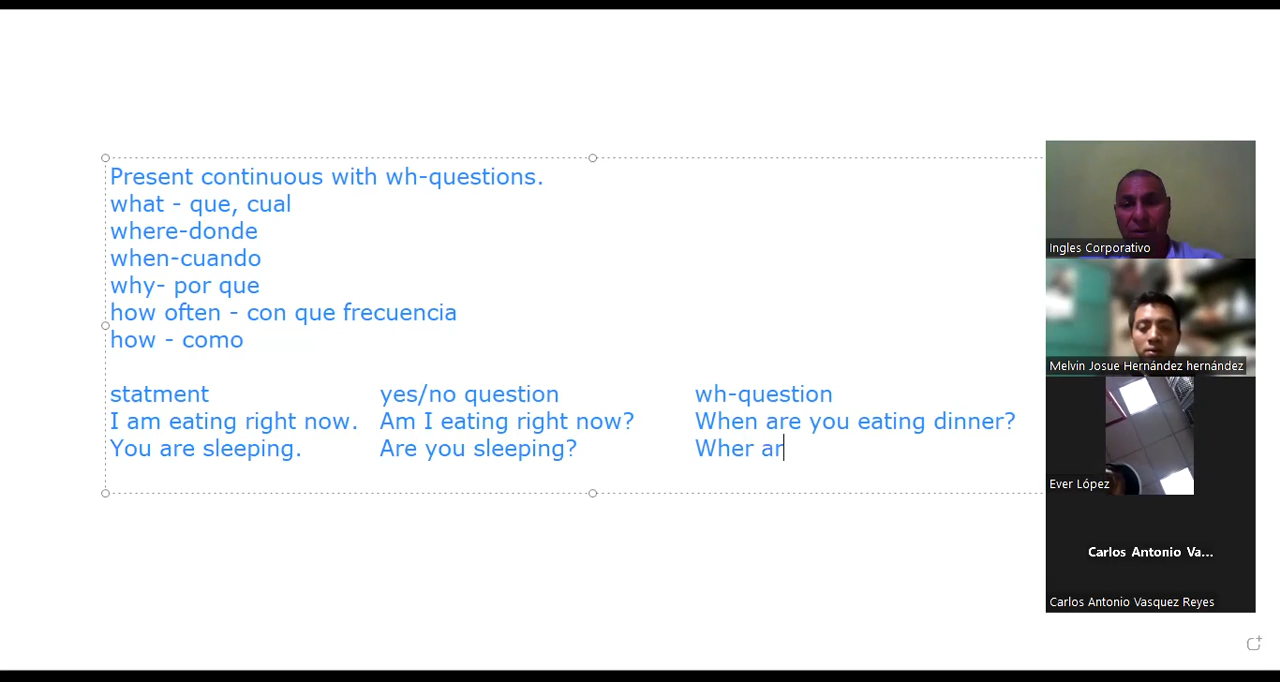 Present continuous with wh-questions.
what - que, cual
where-donde
when-cuando
why- por que
how often - con que frecuencia
how - como
statment yes/no question wh-question
I am eating right now. Am I eating right now? When are you eating dinner?
You are sleeping. Are you sleeping? Wher ar
Ingles Corporativo
Melvin Josue Hernández hernández
Ever López
Carlos Antonio Va...
Carlos Antonio Vasquez Reyes